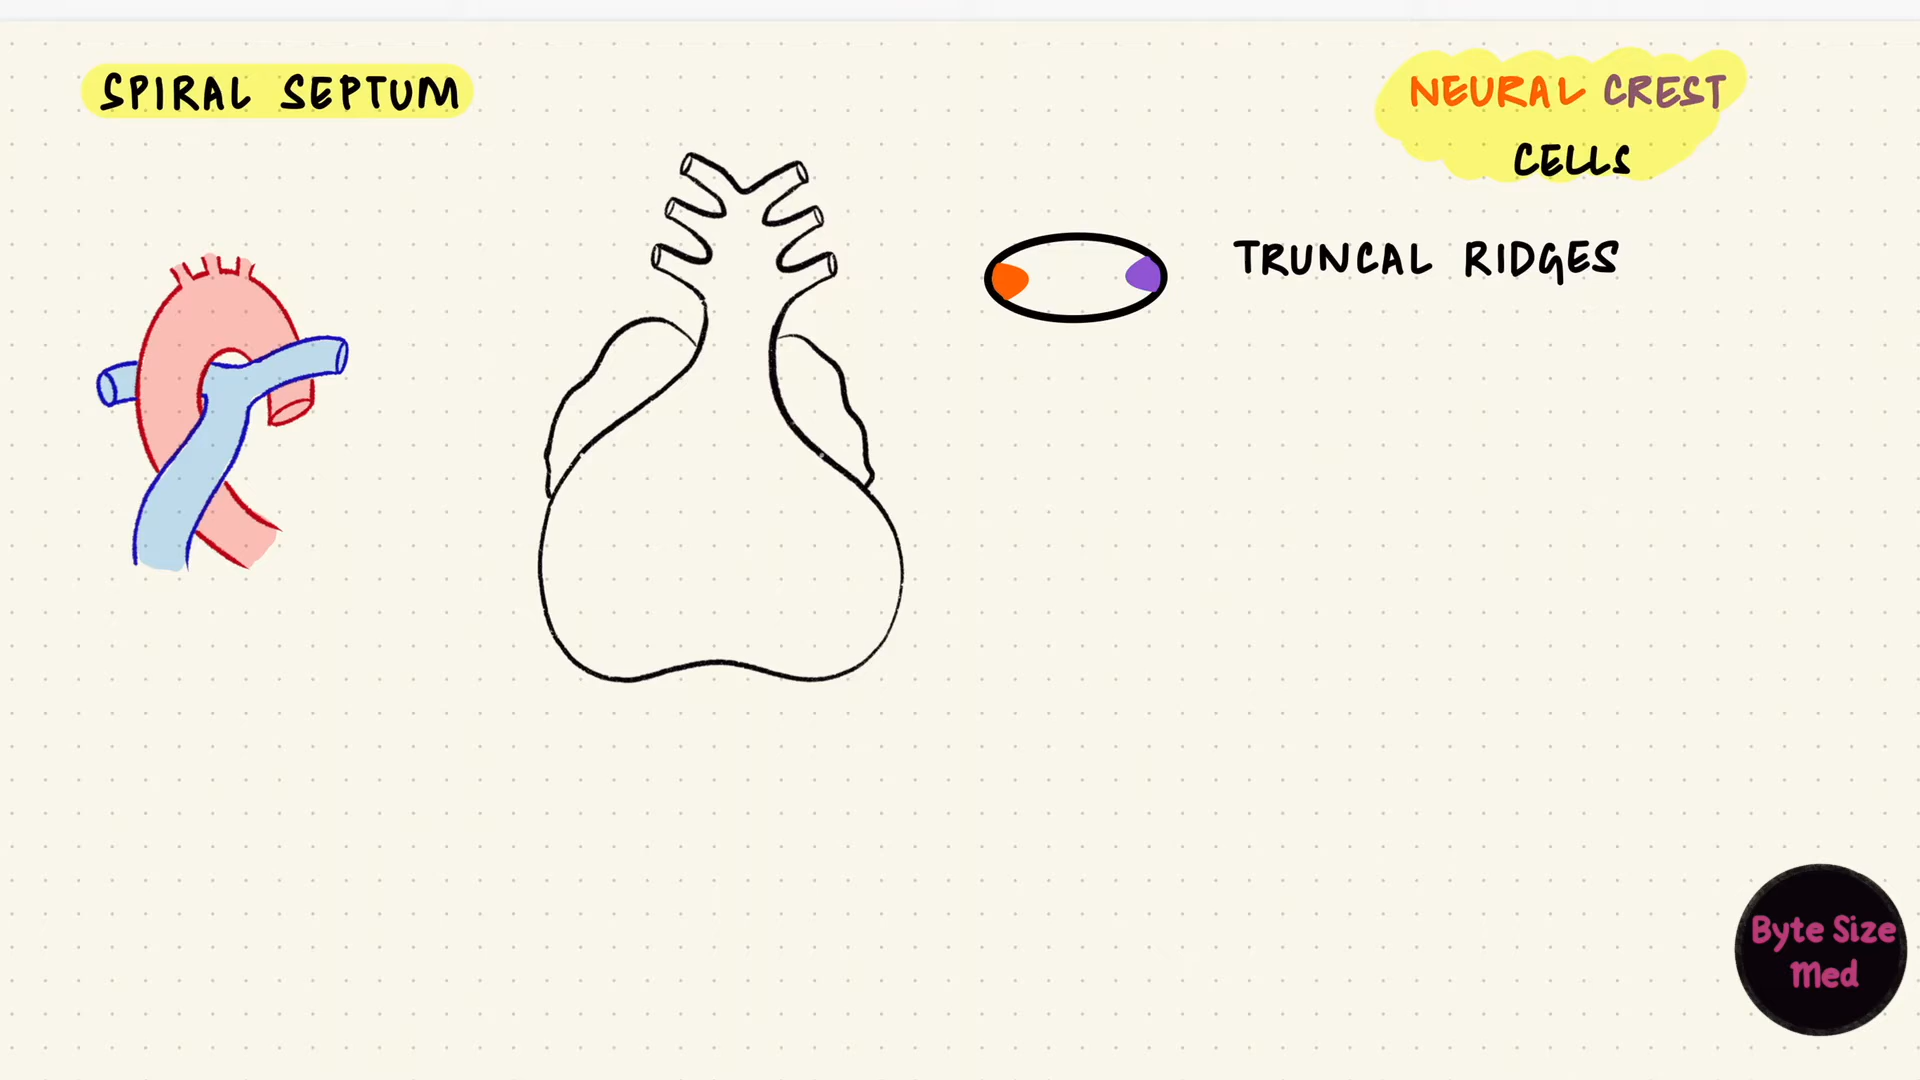 SPIRAL SEPTUM
NEURAL CREST
CELLS
TRUNCAL RIDGES
Byte Size
Med